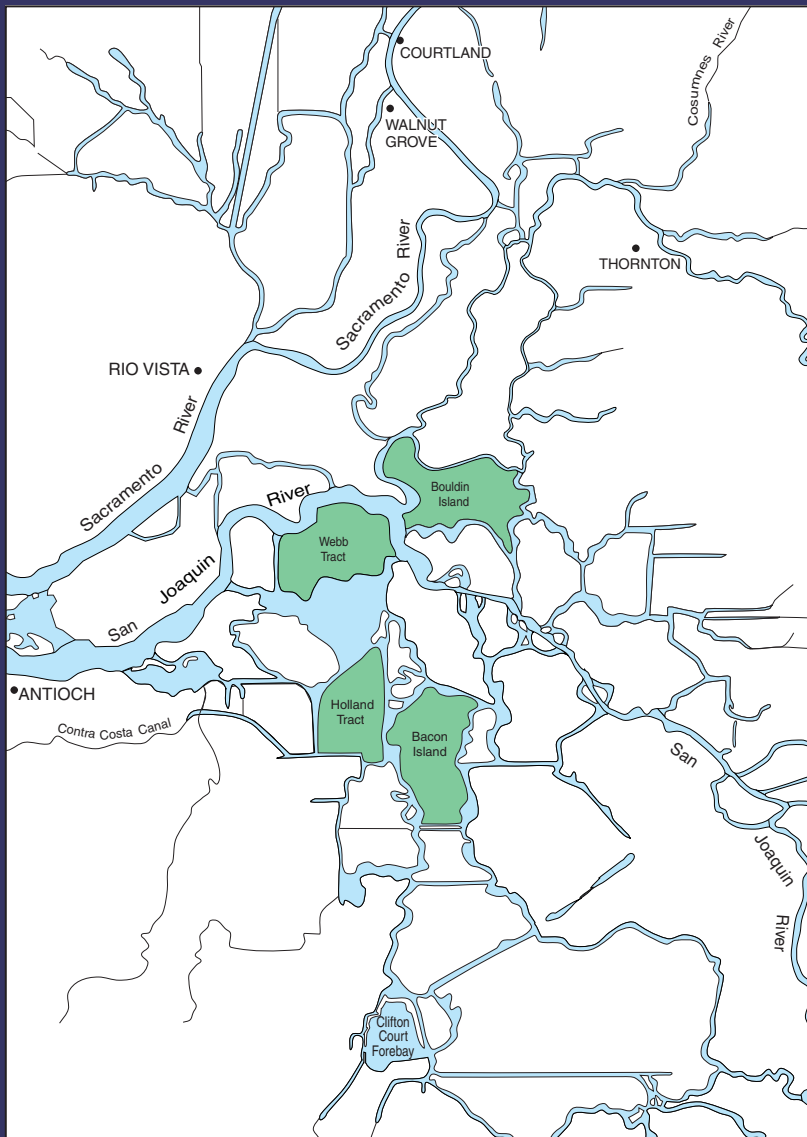 COURTLAND
Cosumnes River
WALNUT
GROVE
THORNTON
Sacramento River
RIO VISTA
Sacramento River
Bouldin
Island
San Joaquin River
Webb
Tract
ANTIOCH
Holland
Tract
Contra Costa Canal
Bacon
Island
San Joaquin River
Clifton
Court
Forebay